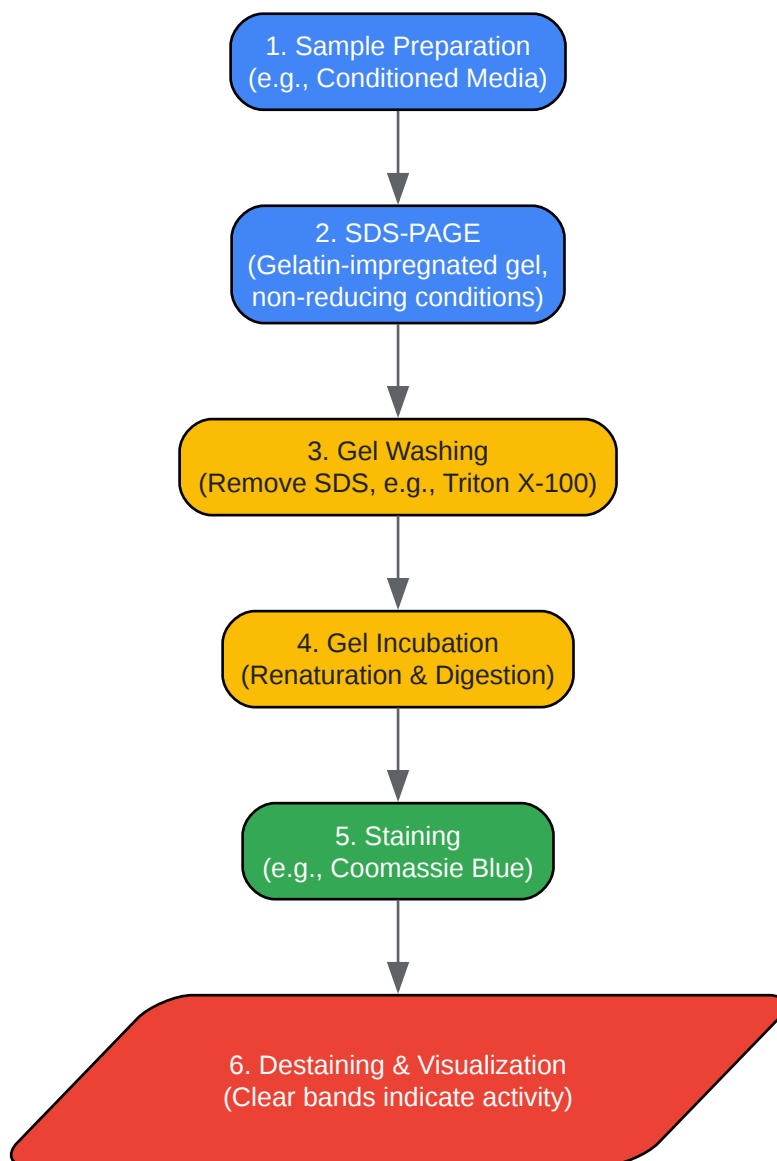 1. Sample Preparation
(e.g., Conditioned Media)
2. SDS-PAGE
(Gelatin-impregnated gel,
non-reducing conditions)
3. Gel Washing
(Remove SDS, e.g., Triton X-100)
4. Gel Incubation
(Renaturation & Digestion)
5. Staining
(e.g., Coomassie Blue)
6. Destaining & Visualization
(Clear bands indicate activity)